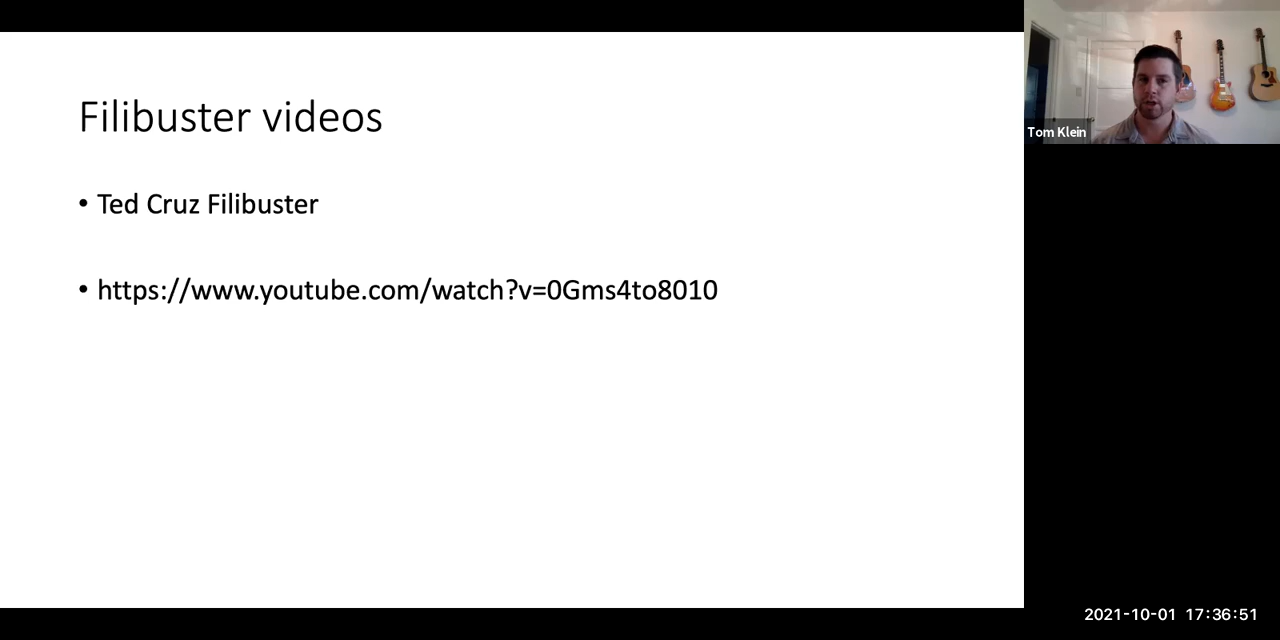 Filibuster videos
• Ted Cruz Filibuster
• https://www.youtube.com/watch?v=0Gms4to8010
Tom Klein
2021-10-01 17:36:51